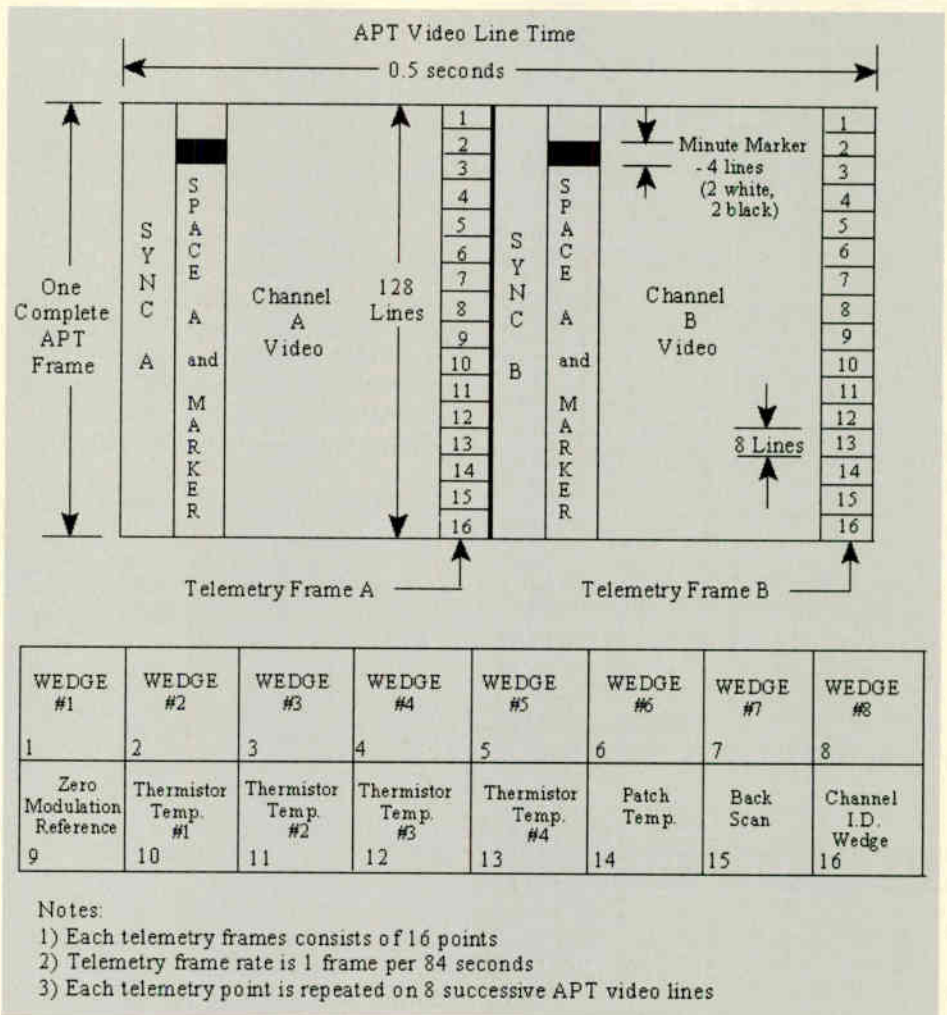 APT Video Line Time
0.5 seconds
One
Complete
APT
Frame
SYNC A
SPACE A and MARKER
Channel
A
Video
128
Lines
1
2
3
4
5
6
7
8
9
10
11
12
13
14
15
16
SYNC B
SPACE A and MARKER
Minute Marker
- 4 lines
(2 white,
2 black)
Channel
B
Video
8 Lines
1
2
3
4
5
6
7
8
9
10
11
12
13
14
15
16
Telemetry Frame A
Telemetry Frame B
WEDGE
#1
1
WEDGE
#2
2
WEDGE
#3
3
WEDGE
#4
4
WEDGE
#5
5
WEDGE
#6
6
WEDGE
#7
7
WEDGE
#8
8
Zero
Modulation
Reference
9
Thermistor
Temp.
#1
10
Thermistor
Temp.
#2
11
Thermistor
Temp.
#3
12
Thermistor
Temp.
#4
13
Patch
Temp.
14
Back
Scan
15
Channel
I.D.
Wedge
16
Notes:
1) Each telemetry frames consists of 16 points
2) Telemetry frame rate is 1 frame per 84 seconds
3) Each telemetry point is repeated on 8 successive APT video lines